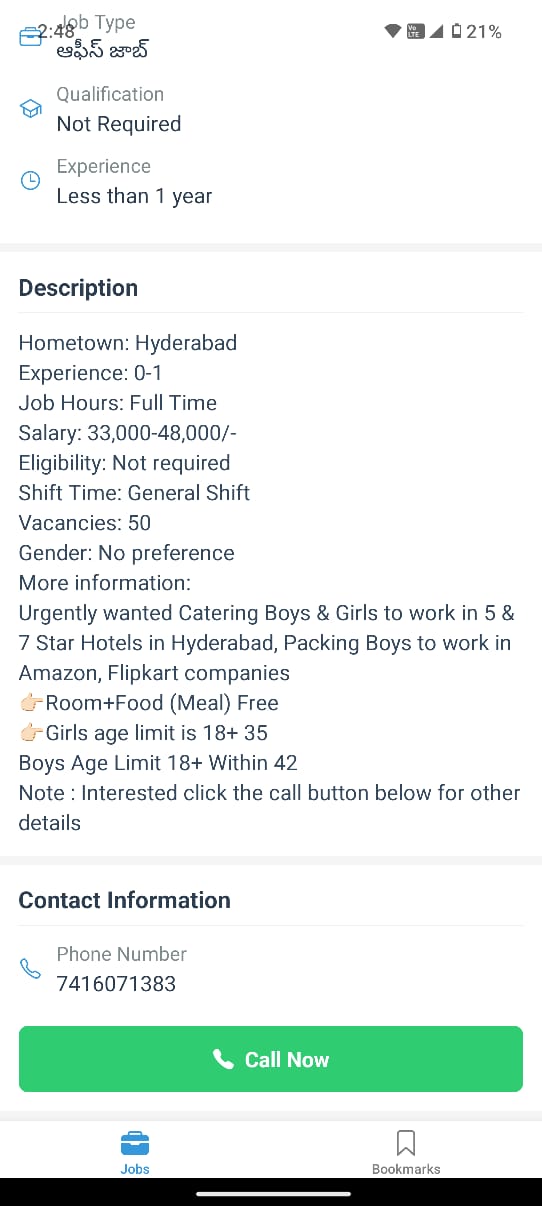 2:48
21%
Job Type
ఆఫీస్ జాబ్
Qualification
Not Required
Experience
Less than 1 year
Description
Hometown: Hyderabad
Experience: 0-1
Job Hours: Full Time
Salary: 33,000-48,000/-
Eligibility: Not required
Shift Time: General Shift
Vacancies: 50
Gender: No preference
More information:
Urgently wanted Catering Boys & Girls to work in 5 &
7 Star Hotels in Hyderabad, Packing Boys to work in
Amazon, Flipkart companies
👉🏻Room+Food (Meal) Free
👉🏻Girls age limit is 18+ 35
Boys Age Limit 18+ Within 42
Note : Interested click the call button below for other
details
Contact Information
Phone Number
7416071383
Call Now
Jobs
Bookmarks